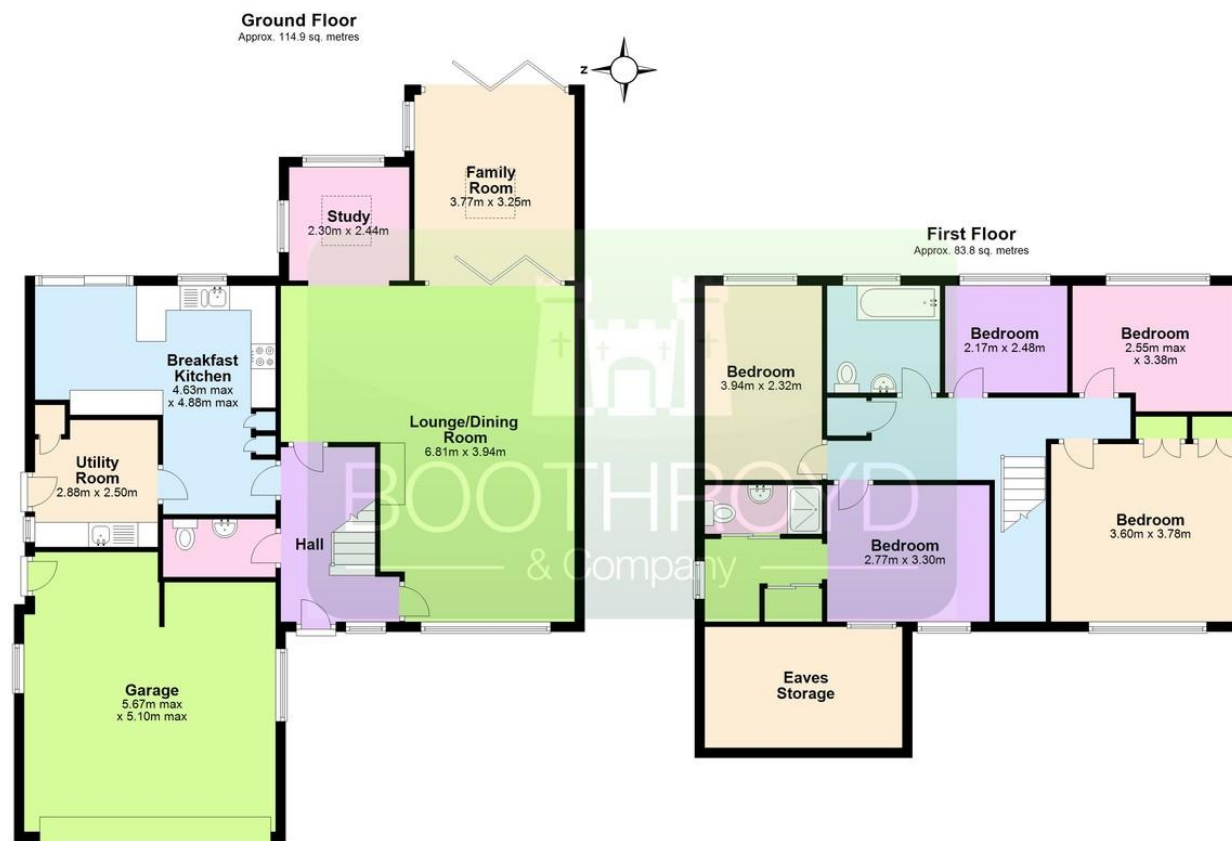 Ground Floor
Approx. 114.9 sq. metres
Z
Family
Room
3.77m x 3.25m
Study
2.30m x 2.44m
Breakfast
Kitchen
4.63m max
x 4.88m max
Lounge/Dining
Room
6.81m x 3.94m
Utility
Room
2.88m x 2.50m
Hall
Garage
5.67m max
x 5.10m max
First Floor
Approx. 83.8 sq. metres
Bedroom
3.94m x 2.32m
Bedroom
2.17m x 2.48m
Bedroom
2.55m max
x 3.38m
Bedroom
2.77m x 3.30m
Bedroom
3.60m x 3.78m
Eaves
Storage
BOOTHROYD
& Company